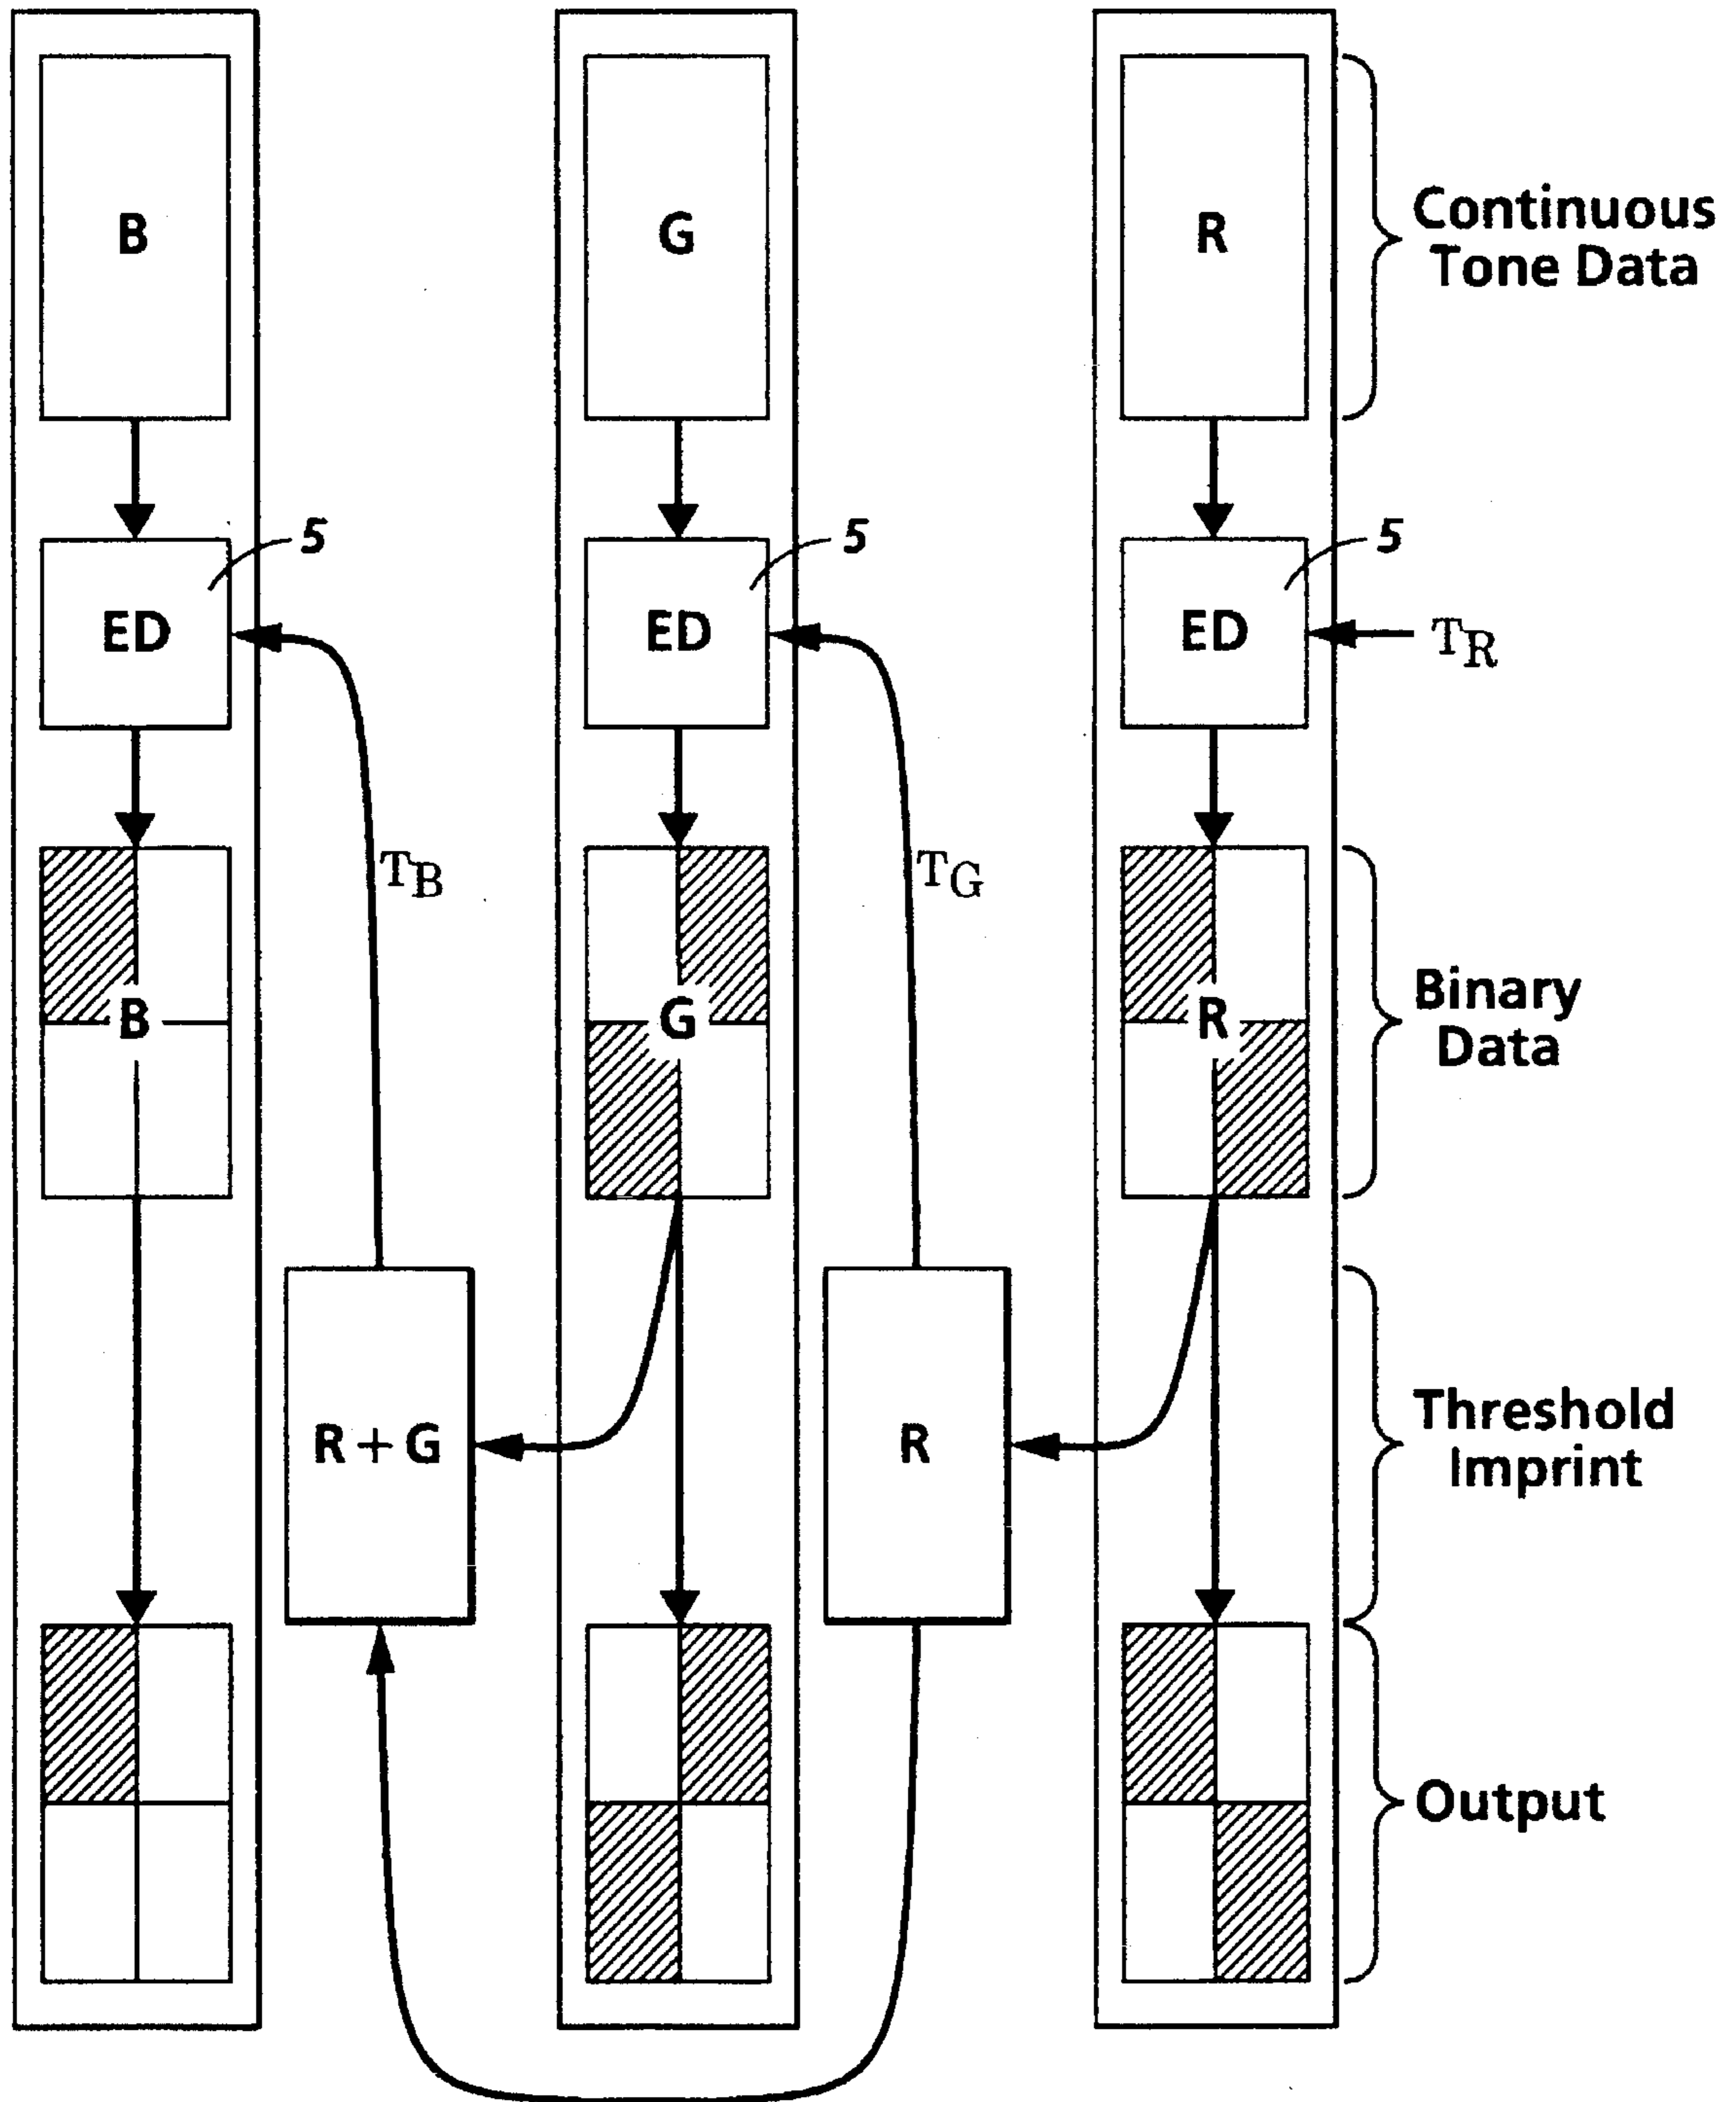 B
G
R
Continuous
Tone Data
5
5
5
ED
ED
ED
TR
TB
TG
B
G
R
Binary
Data
R + G
R
Threshold
Imprint
Output